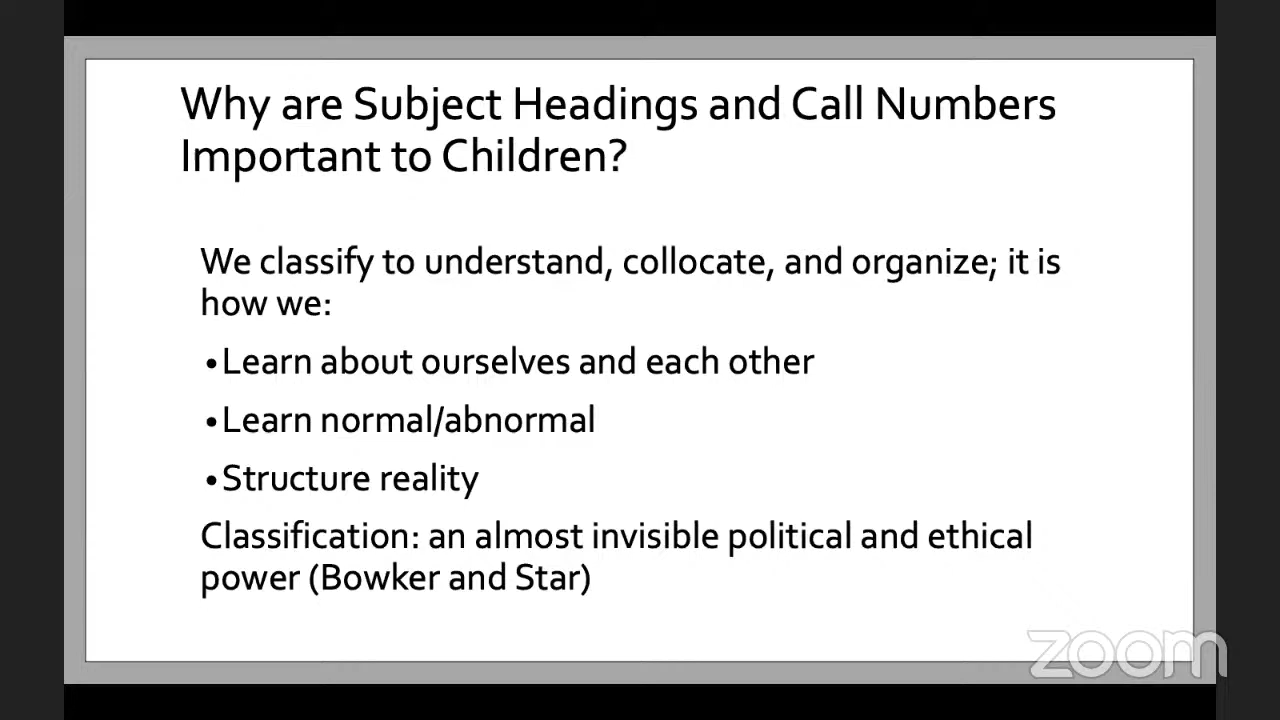 Why are Subject Headings and Call Numbers
Important to Children?
We classify to understand, collocate, and organize; it is
how we:
•Learn about ourselves and each other
•Learn normal/abnormal
•Structure reality
Classification: an almost invisible political and ethical
power (Bowker and Star)
zoom